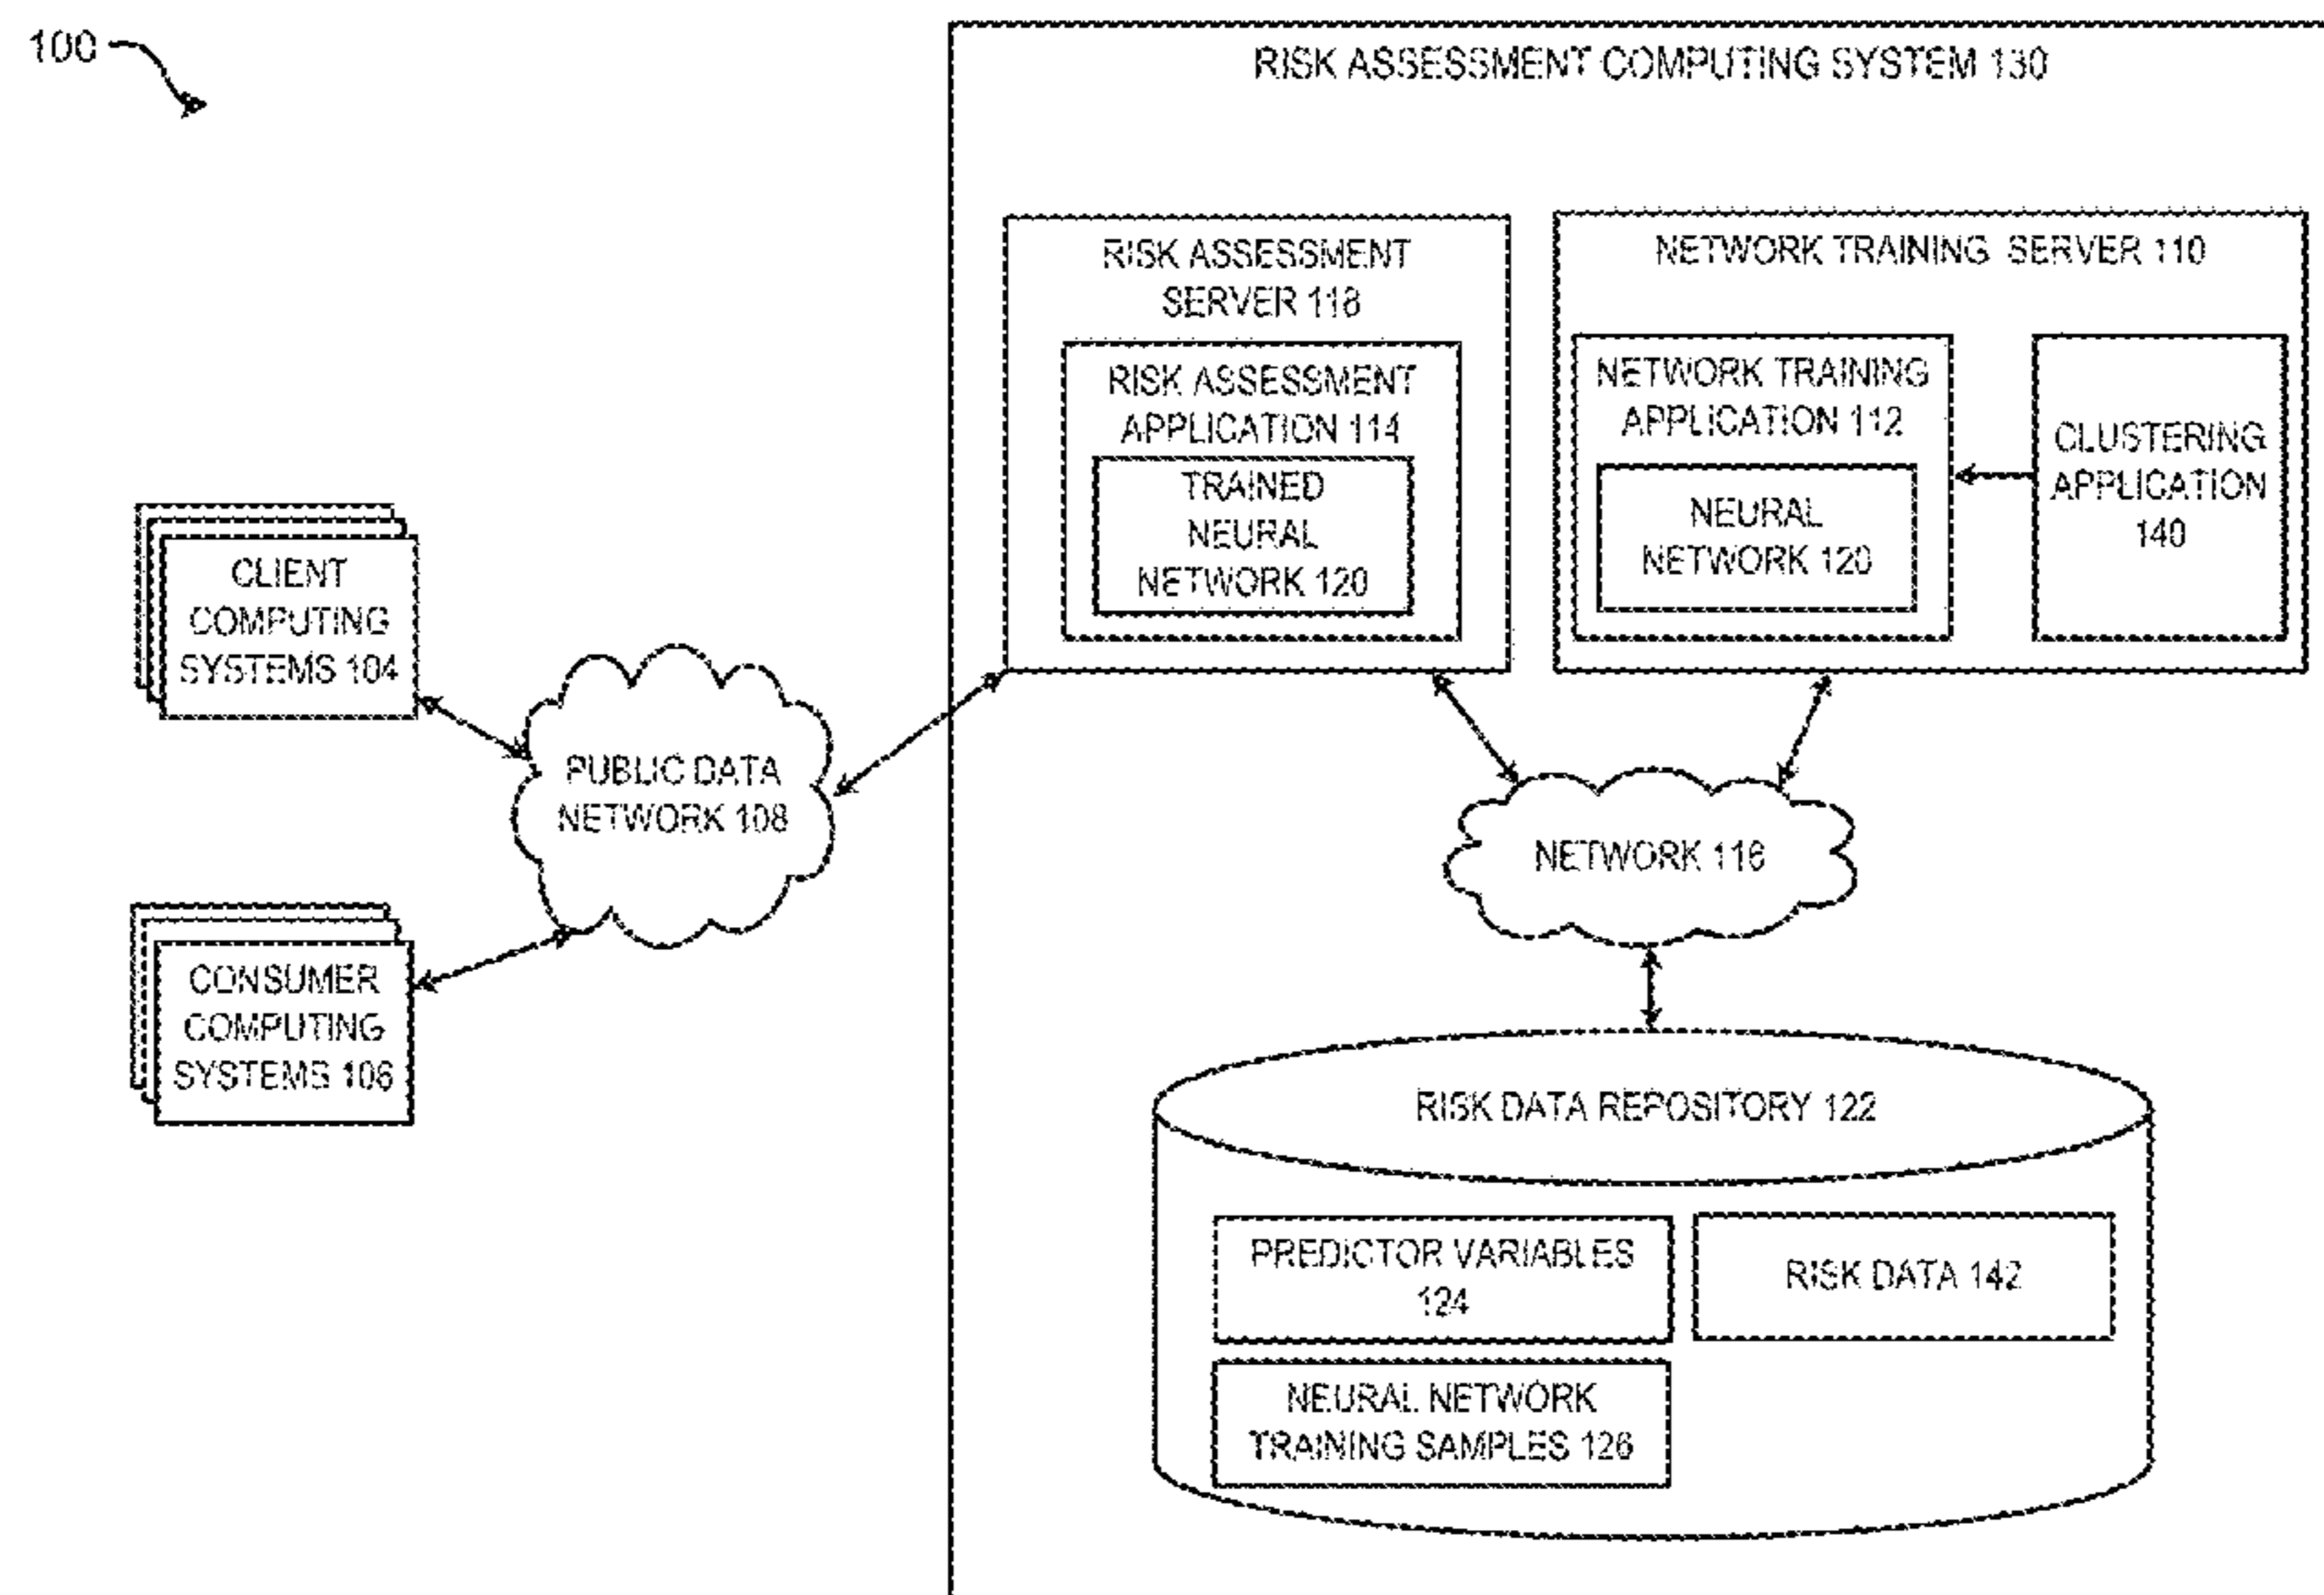 100
RISK ASSESSMENT COMPUTING SYSTEM 130
RISK ASSESSMENT
SERVER 118
RISK ASSESSMENT
APPLICATION 114
TRAINED
NEURAL
NETWORK 120
NETWORK TRAINING SERVER 110
NETWORK TRAINING
APPLICATION 112
NEURAL
NETWORK 120
CLUSTERING
APPLICATION
140
CLIENT
COMPUTING
SYSTEMS 104
PUBLIC DATA
NETWORK 108
CONSUMER
COMPUTING
SYSTEMS 106
NETWORK 116
RISK DATA REPOSITORY 122
PREDICTOR VARIABLES
124
RISK DATA 142
NEURAL NETWORK
TRAINING SAMPLES 126